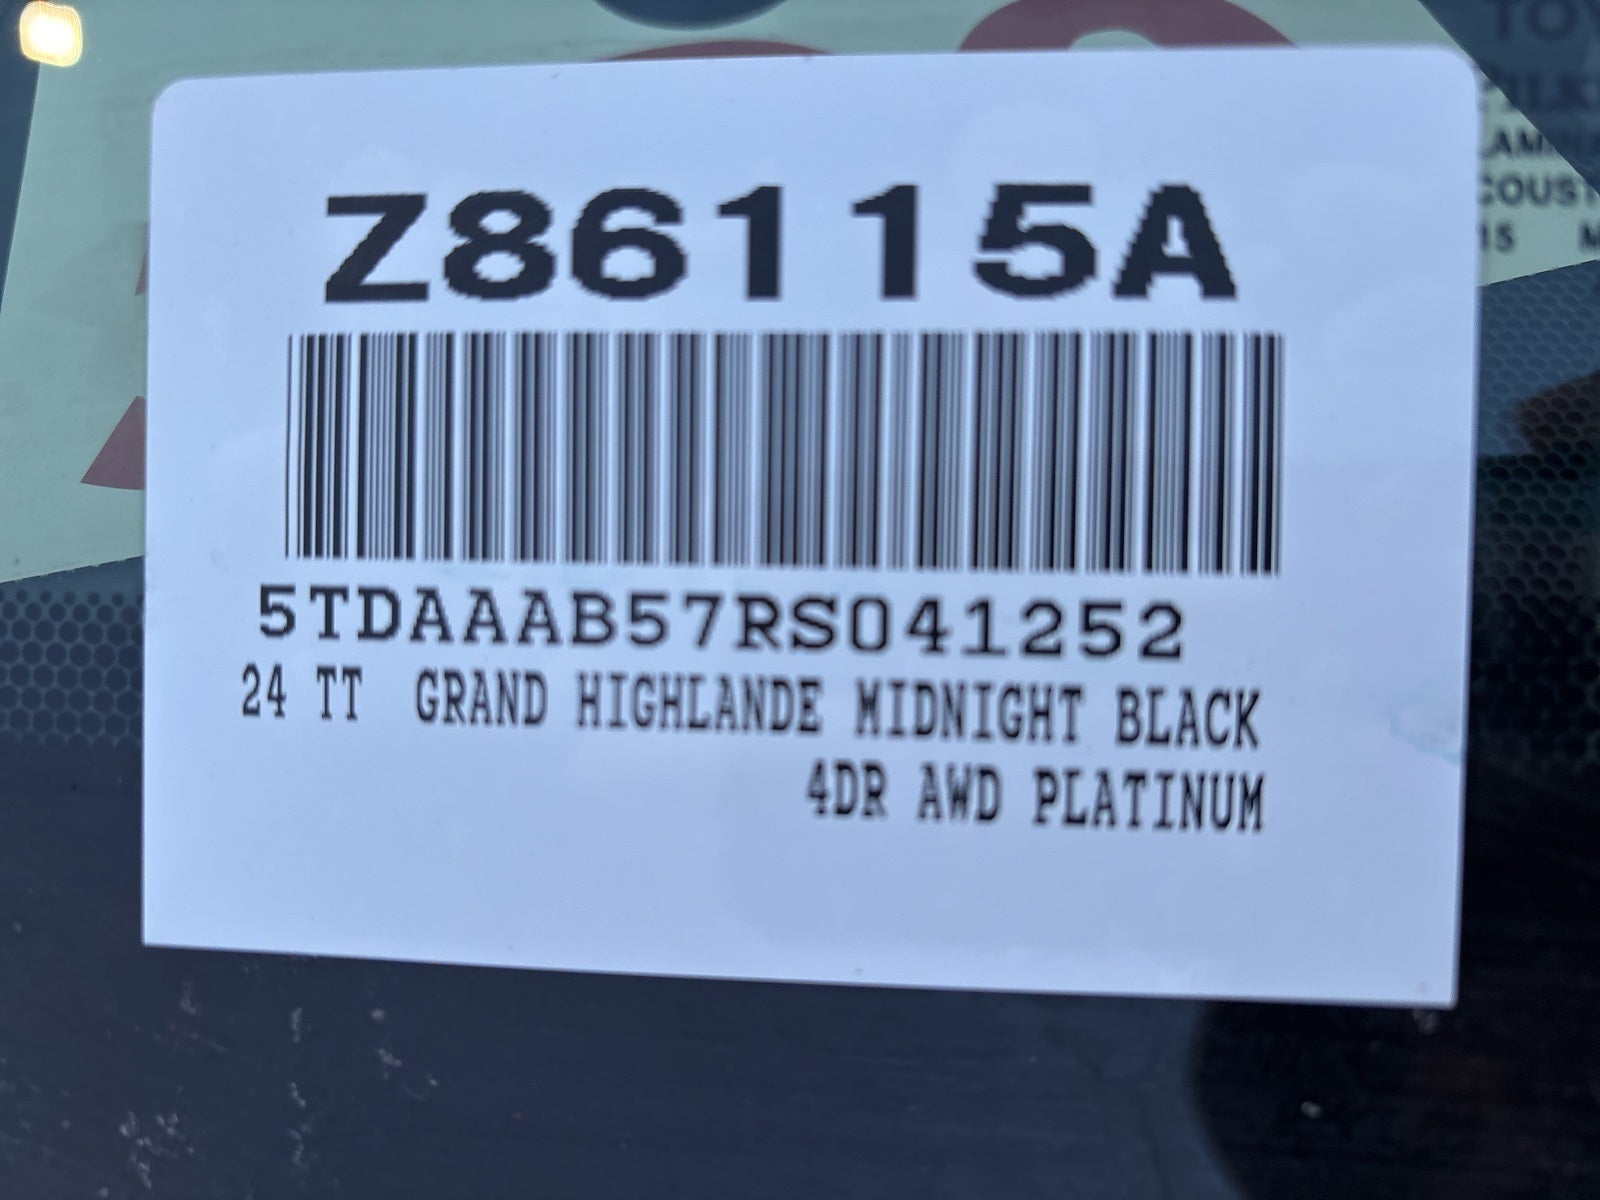 Z86115A
5TDAAAB57RS041252
24 TT GRAND HIGHLANDE MIDNIGHT BLACK
4DR AWD PLATINUM